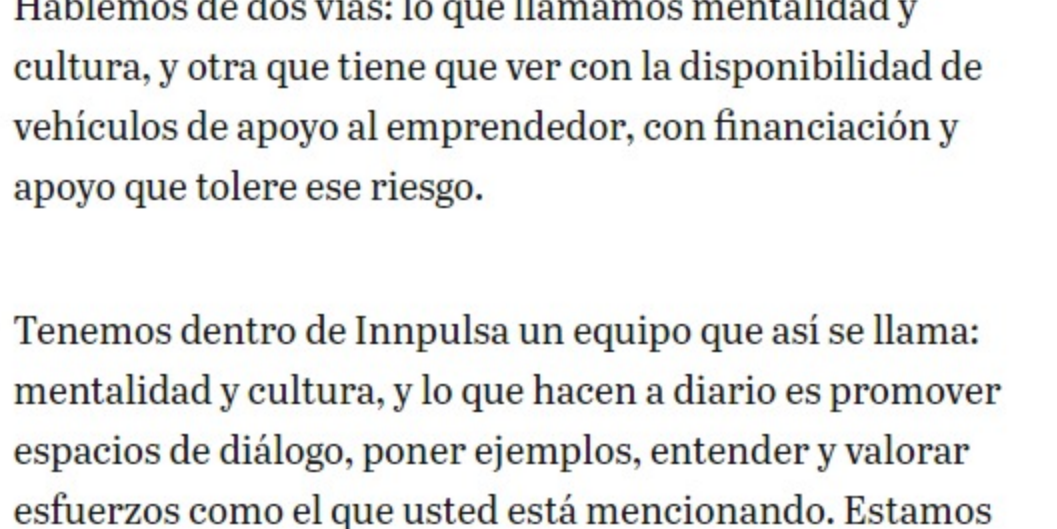 Hablemos de dos vías: lo que llamamos mentalidad y
cultura, y otra que tiene que ver con la disponibilidad de
vehículos de apoyo al emprendedor, con financiación y
apoyo que tolere ese riesgo.
Tenemos dentro de Innpulsa un equipo que así se llama:
mentalidad y cultura, y lo que hacen a diario es promover
espacios de diálogo, poner ejemplos, entender y valorar
esfuerzos como el que usted está mencionando. Estamos